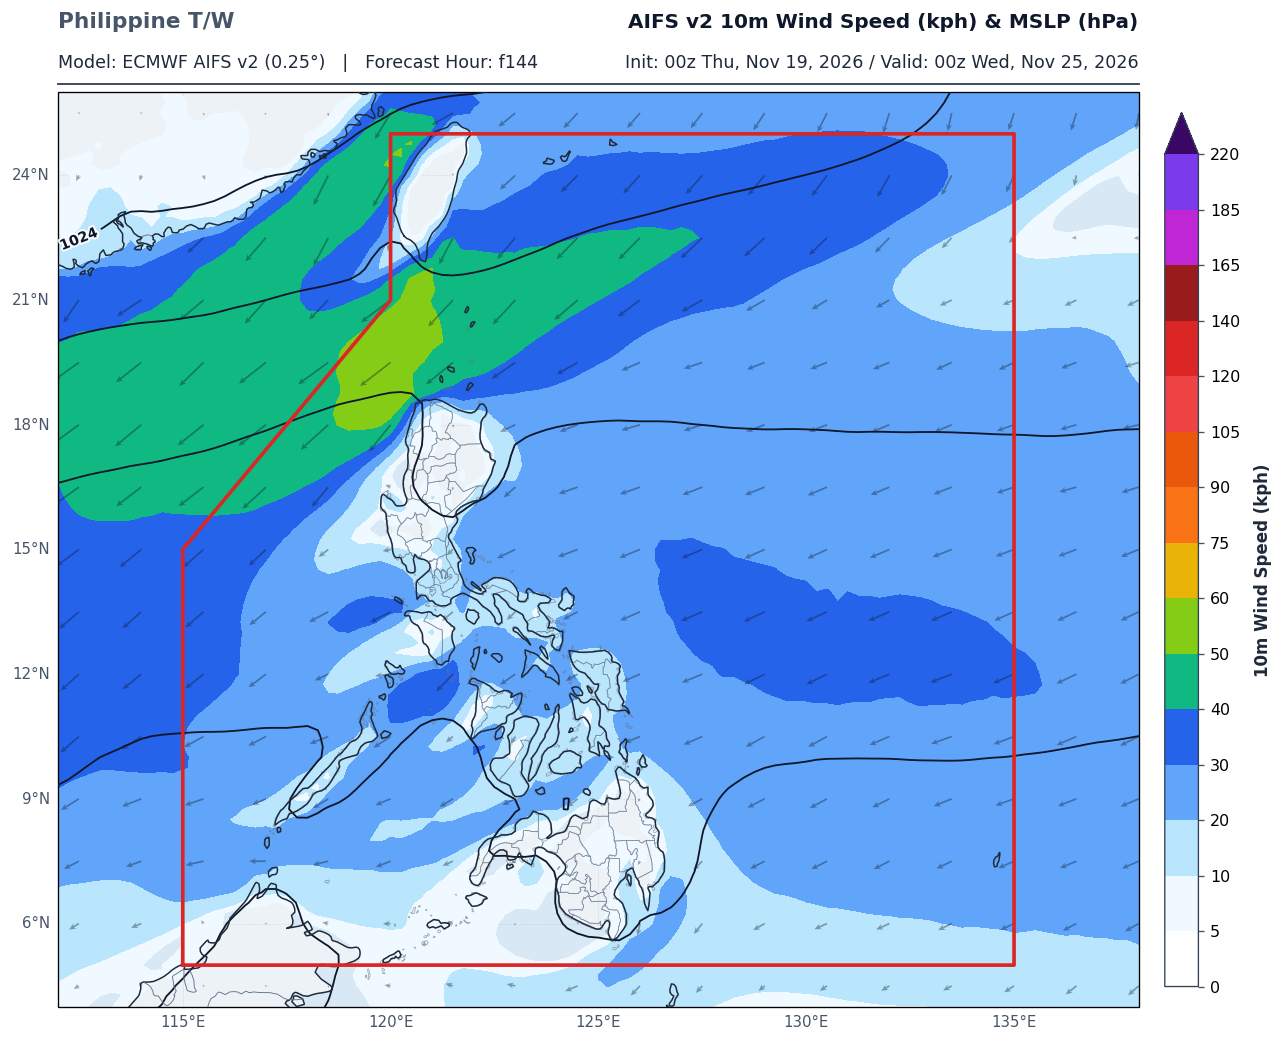 Philippine T/W
AIFS v2 10m Wind Speed (kph) & MSLP (hPa)
Model: ECMWF AIFS v2 (0.25°) | Forecast Hour: f144
Init: 00z Thu, Nov 19, 2026 / Valid: 00z Wed, Nov 25, 2026
24°N
21°N
18°N
15°N
12°N
9°N
6°N
1024
115°E
120°E
125°E
130°E
135°E
220
185
165
140
120
105
90
75
60
50
40
30
20
10
5
0
10m Wind Speed (kph)